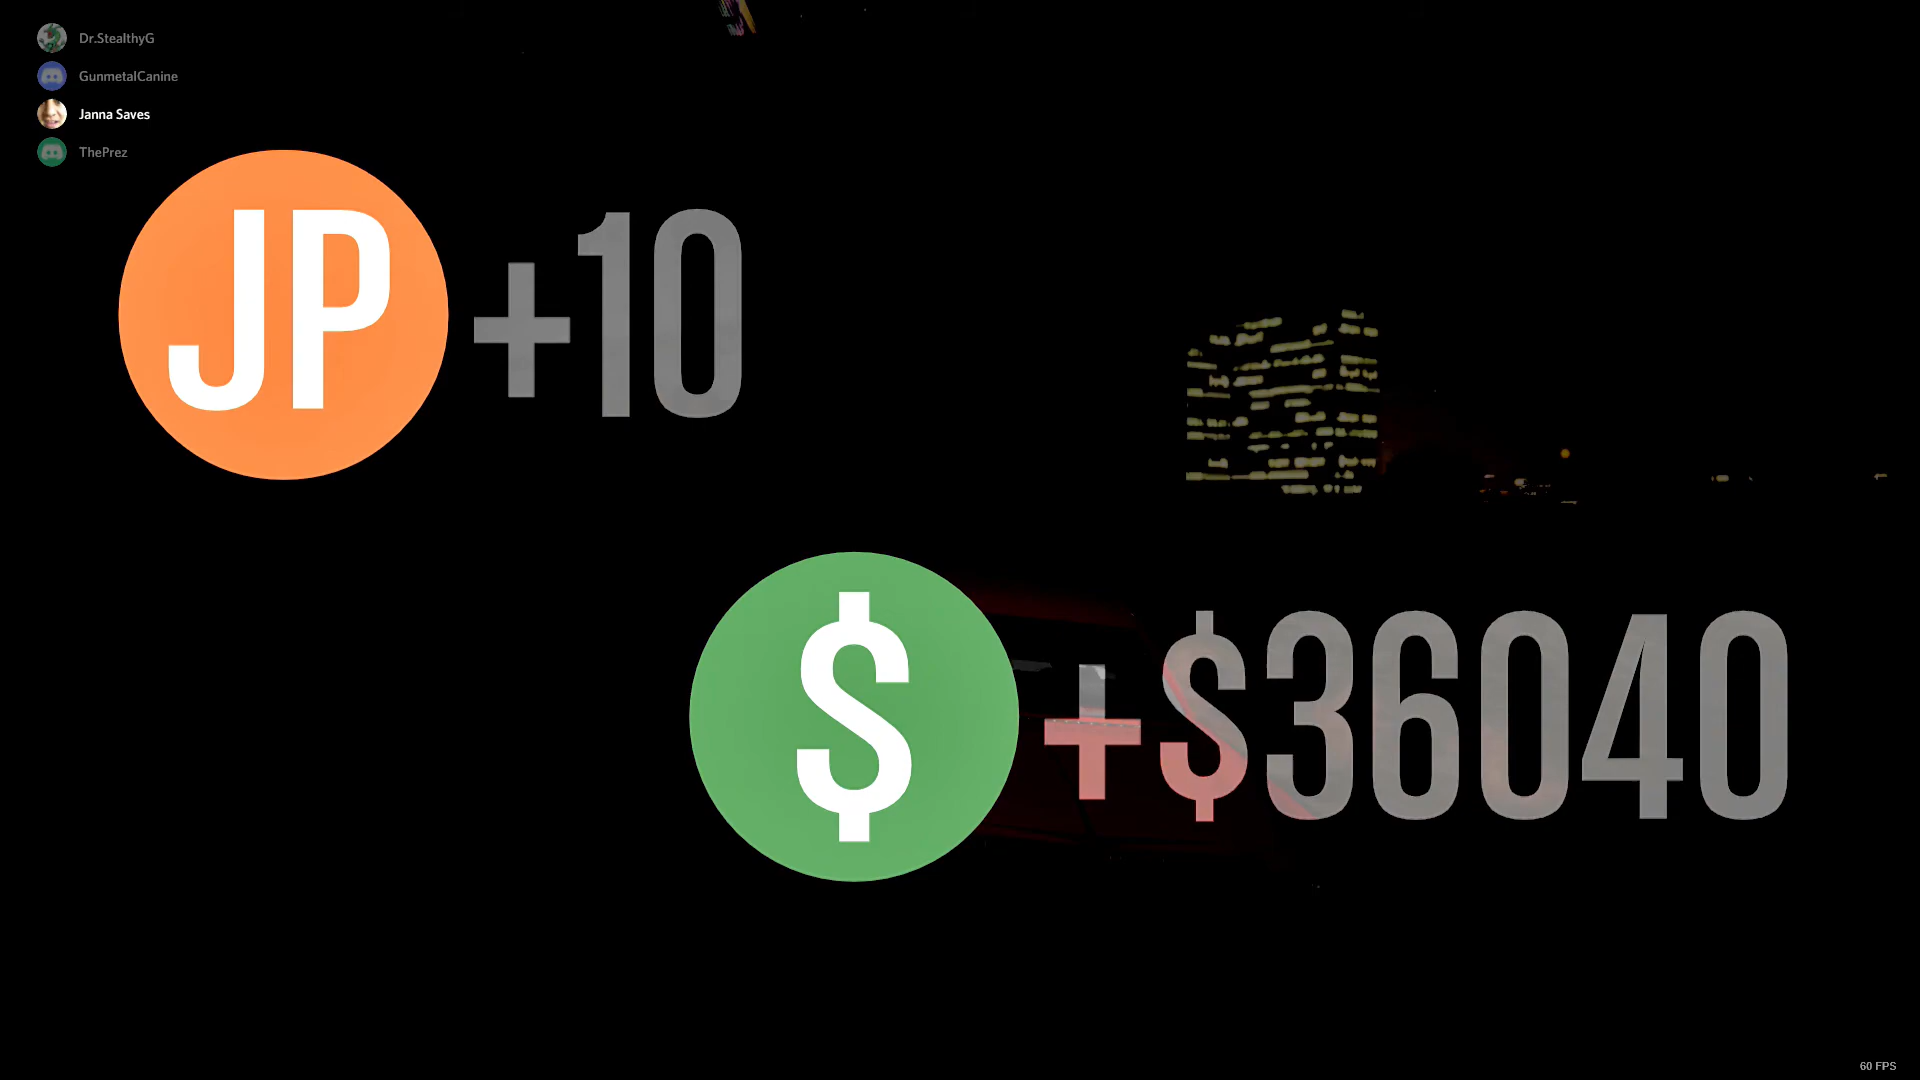 Dr.StealthyG
GunmetalCanine
Janna Saves
ThePrez
JP +10
$ +$36040
60 FPS